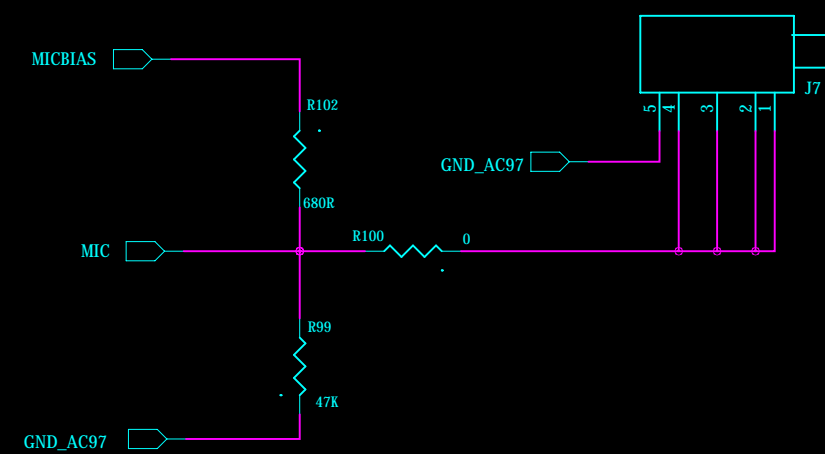 MICBIAS
R102
680R
MIC
R100
0
R99
47K
GND_AC97
GND_AC97
5
4
3
2
1
J7